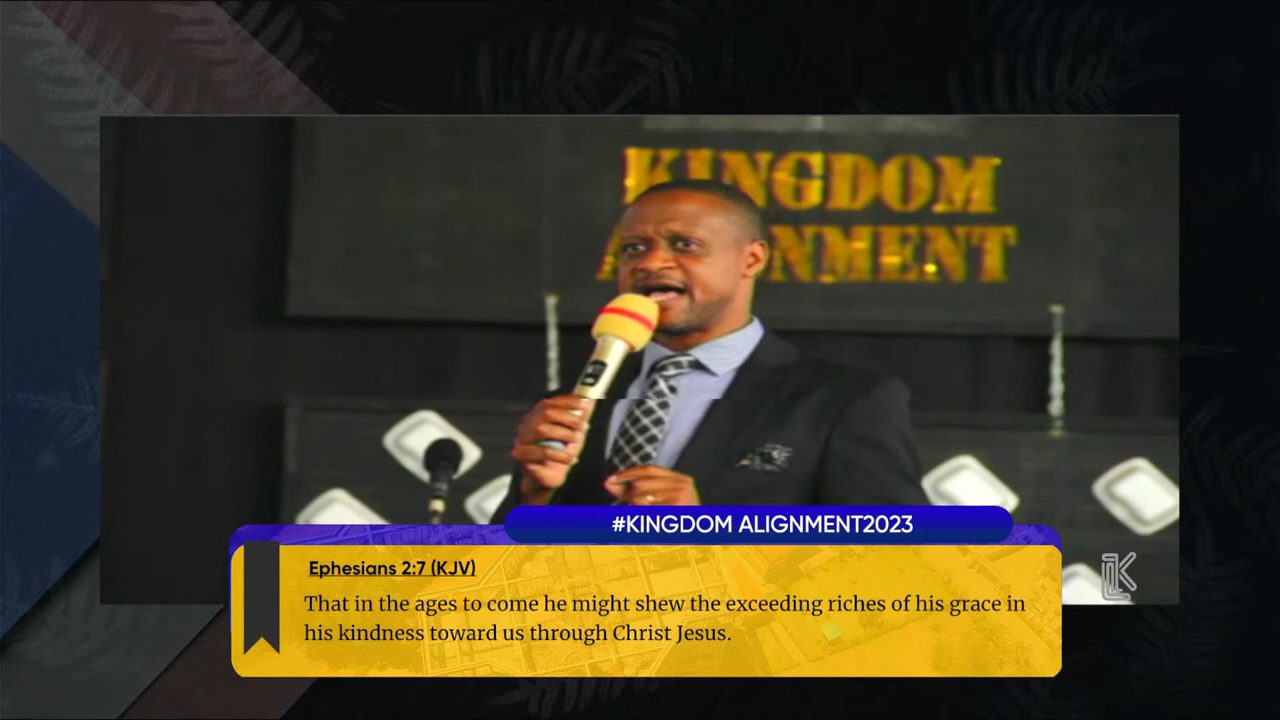 KINGDOM
#KINGDOM ALIGNMENT2023
Ephesians 2:7 (KJV)
That in the ages to come he might shew the exceeding riches of his grace in
his kindness toward us through Christ Jesus.